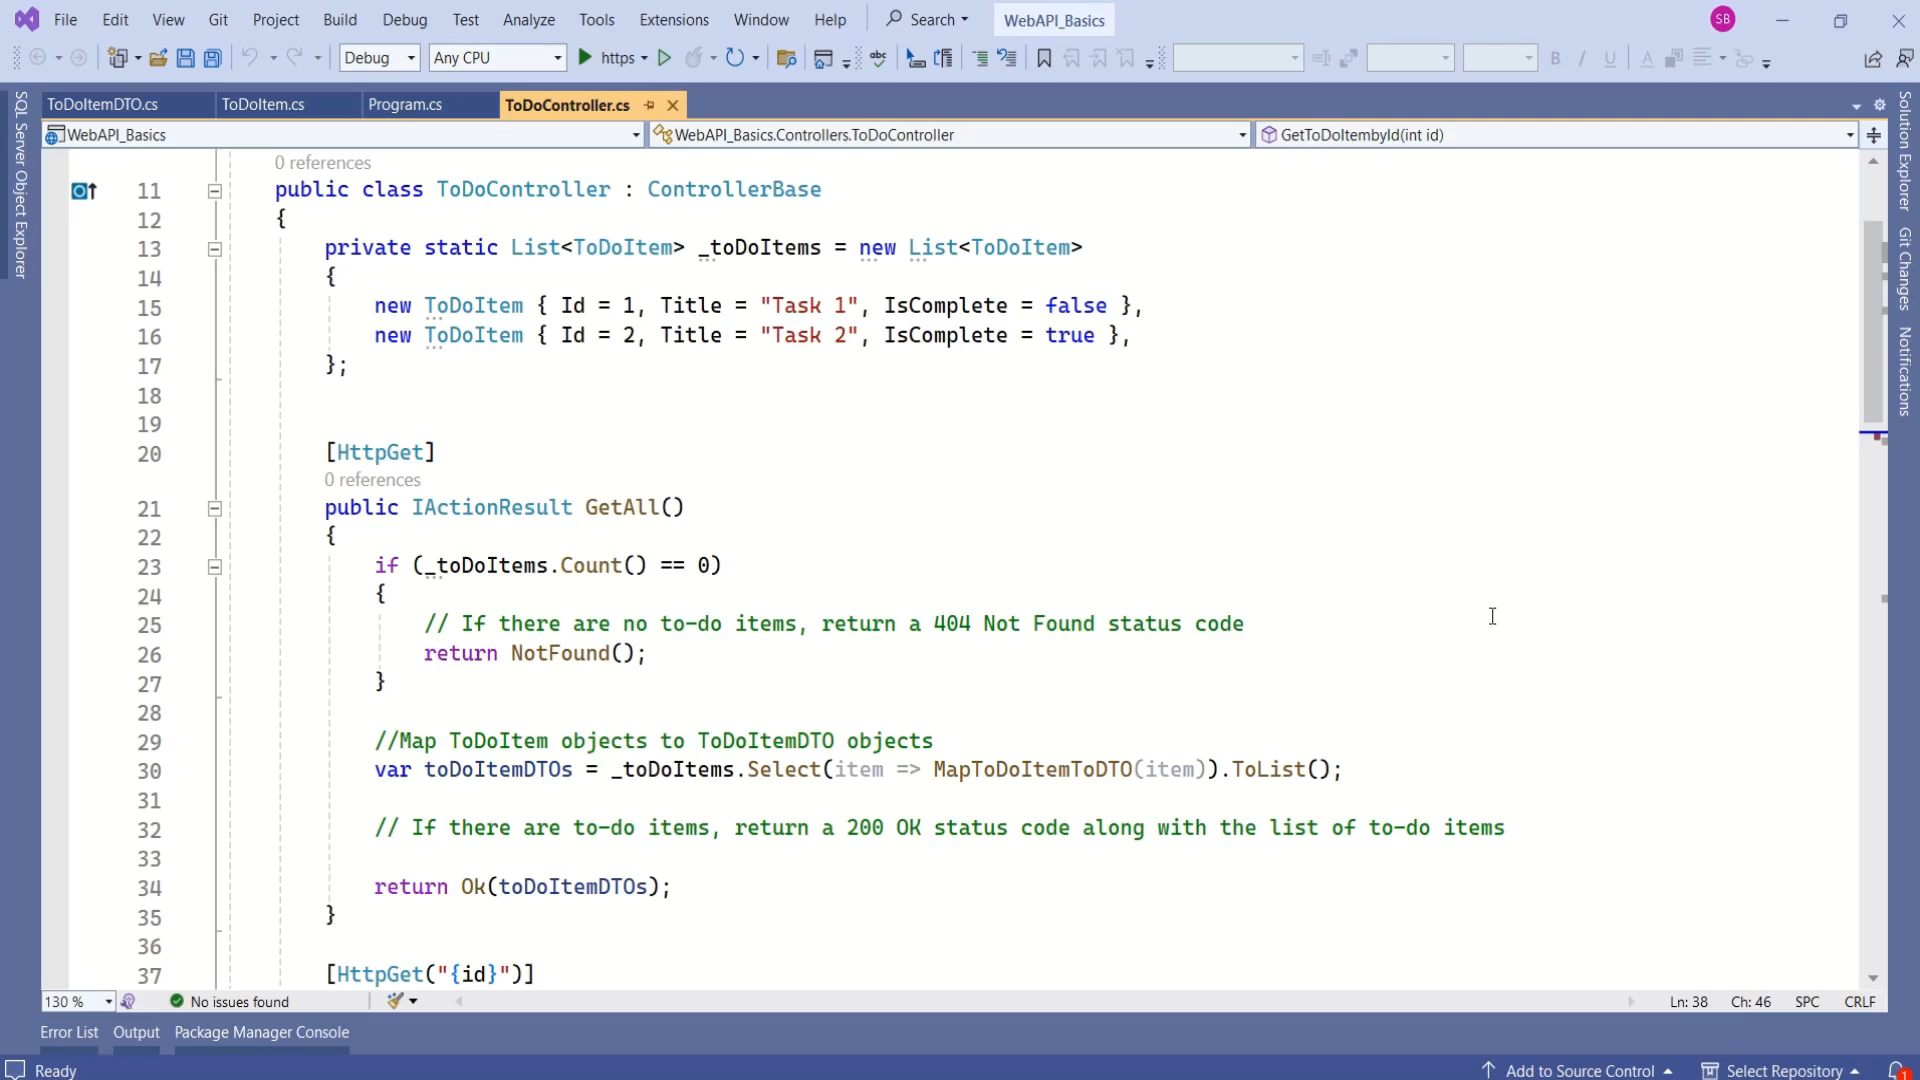 File Edit View Git Project Build Debug Test Analyze Tools Extensions Window Help Search WebAPI_Basics SB
Debug Any CPU https abc B I U A
ToDoItemDTO.cs ToDoItem.cs Program.cs ToDoController.cs
WebAPI_Basics WebAPI_Basics.Controllers.ToDoController GetToDoItembyId(int id)
SQL Server Object Explorer
Solution Explorer
Git Changes
Notifications
0 references
11 public class ToDoController : ControllerBase
12 {
13 private static List<ToDoItem> _toDoItems = new List<ToDoItem>
14 {
15 new ToDoItem { Id = 1, Title = "Task 1", IsComplete = false },
16 new ToDoItem { Id = 2, Title = "Task 2", IsComplete = true },
17 };
18
19
20 [HttpGet]
0 references
21 public IActionResult GetAll()
22 {
23 if (_toDoItems.Count() == 0)
24 {
25 // If there are no to-do items, return a 404 Not Found status code
26 return NotFound();
27 }
28
29 //Map ToDoItem objects to ToDoItemDTO objects
30 var toDoItemDTOs = _toDoItems.Select(item => MapToDoItemToDTO(item)).ToList();
31
32 // If there are to-do items, return a 200 OK status code along with the list of to-do items
33
34 return Ok(toDoItemDTOs);
35 }
36
37 [HttpGet("{id}")]
130 % No issues found Ln: 38 Ch: 46 SPC CRLF
Error List Output Package Manager Console
Ready Add to Source Control Select Repository 1